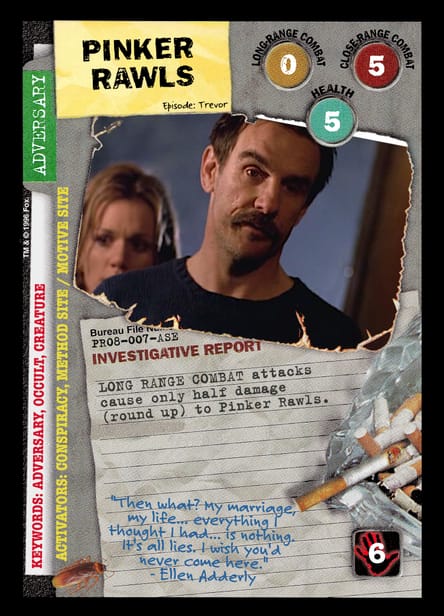 PINKER
RAWLS
Episode: Trevor
LONG-RANGE COMBAT
0
CLOSE-RANGE COMBAT
5
HEALTH
5
ADVERSARY
TM & © 1996 Fox.
KEYWORDS: ADVERSARY, OCCULT, CREATURE
ACTIVATORS: CONSPIRACY, METHOD SITE / MOTIVE SITE
Bureau File
PR08-007-ASE
INVESTIGATIVE REPORT
LONG RANGE COMBAT attacks
cause only half damage
(round up) to Pinker Rawls.
"Then what? My marriage,
my life... everything I
thought I had... is nothing.
It's all lies. I wish you'd
never come here."
- Ellen Adderly
6